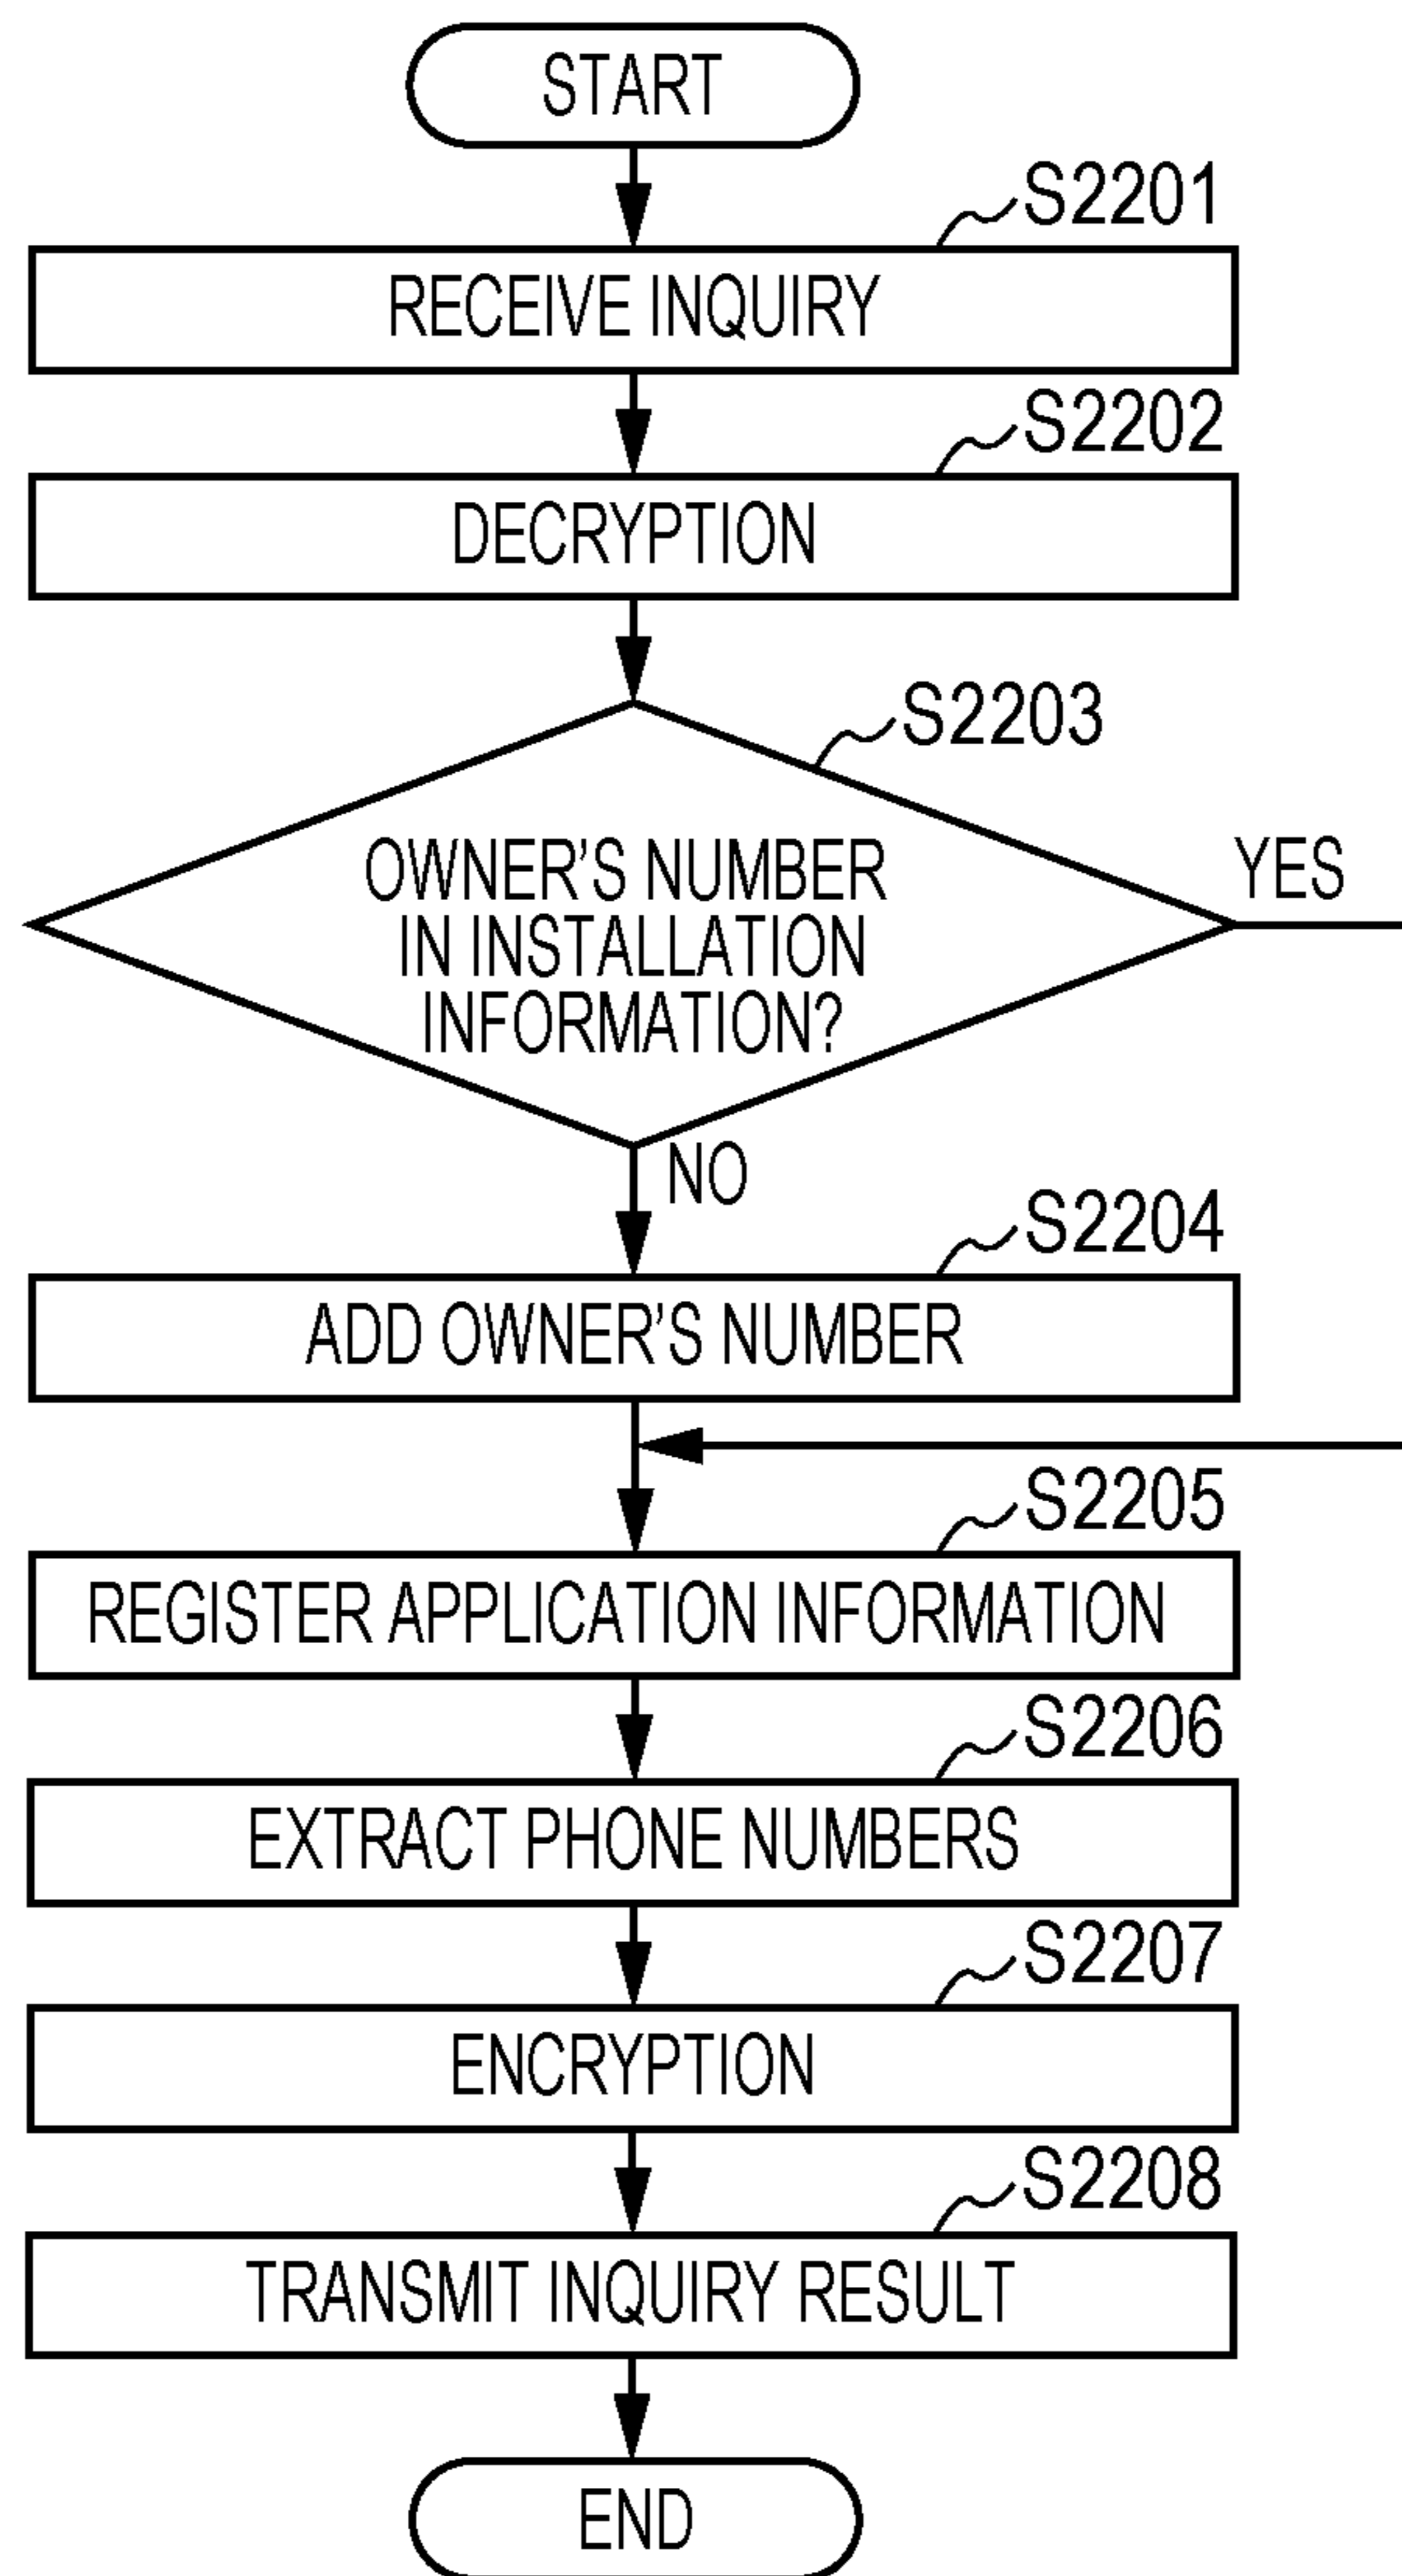 START
S2201
RECEIVE INQUIRY
S2202
DECRYPTION
S2203
OWNER’S NUMBER
IN INSTALLATION
INFORMATION?
YES
NO
S2204
ADD OWNER’S NUMBER
S2205
REGISTER APPLICATION INFORMATION
S2206
EXTRACT PHONE NUMBERS
S2207
ENCRYPTION
S2208
TRANSMIT INQUIRY RESULT
END